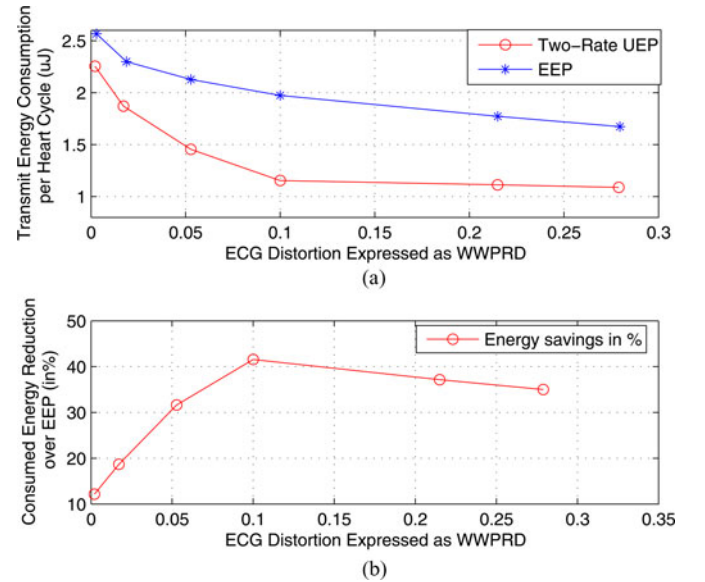 Transmit Energy Consumption
per Heart Cycle (uJ)
2.5
2
1.5
1
Two-Rate UEP
EEP
0 0.05 0.1 0.15 0.2 0.25 0.3
ECG Distortion Expressed as WWPRD
(a)
Consumed Energy Reduction
over EEP (in%)
50
40
30
20
10
Energy savings in %
0 0.05 0.1 0.15 0.2 0.25 0.3 0.35
ECG Distortion Expressed as WWPRD
(b)